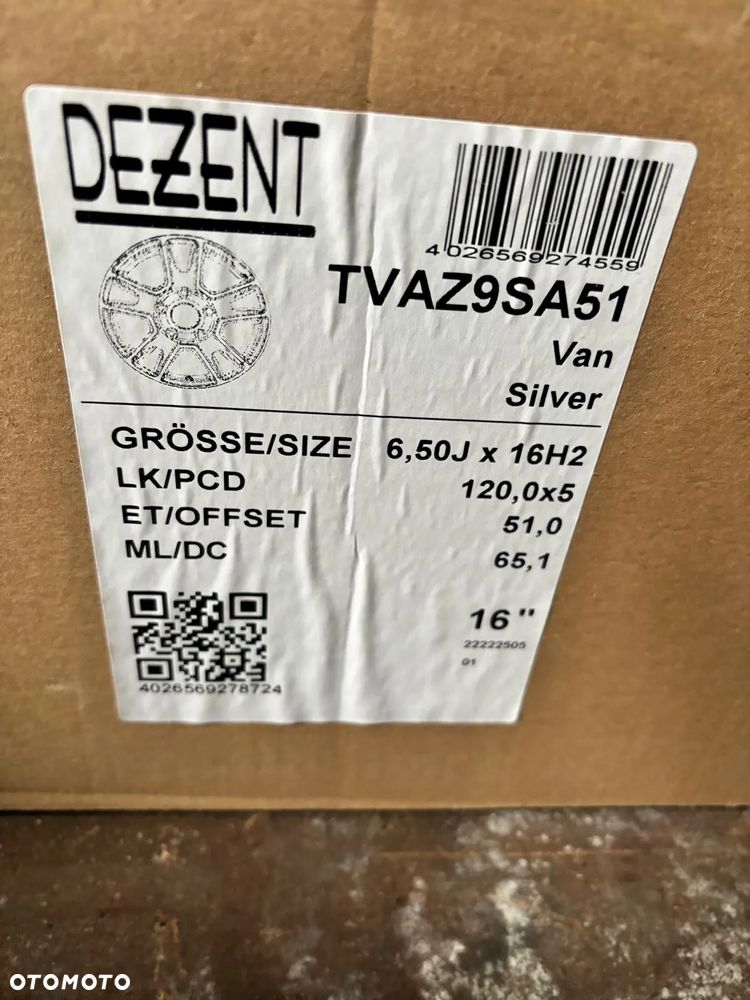 DEZENT
4 026569 274559
TVAZ9SA51
Van
Silver
GRÖSSE/SIZE 6,50J x 16H2
LK/PCD 120,0x5
ET/OFFSET 51,0
ML/DC 65,1
16"
22222505
01
4026569278724
OTOMOTO